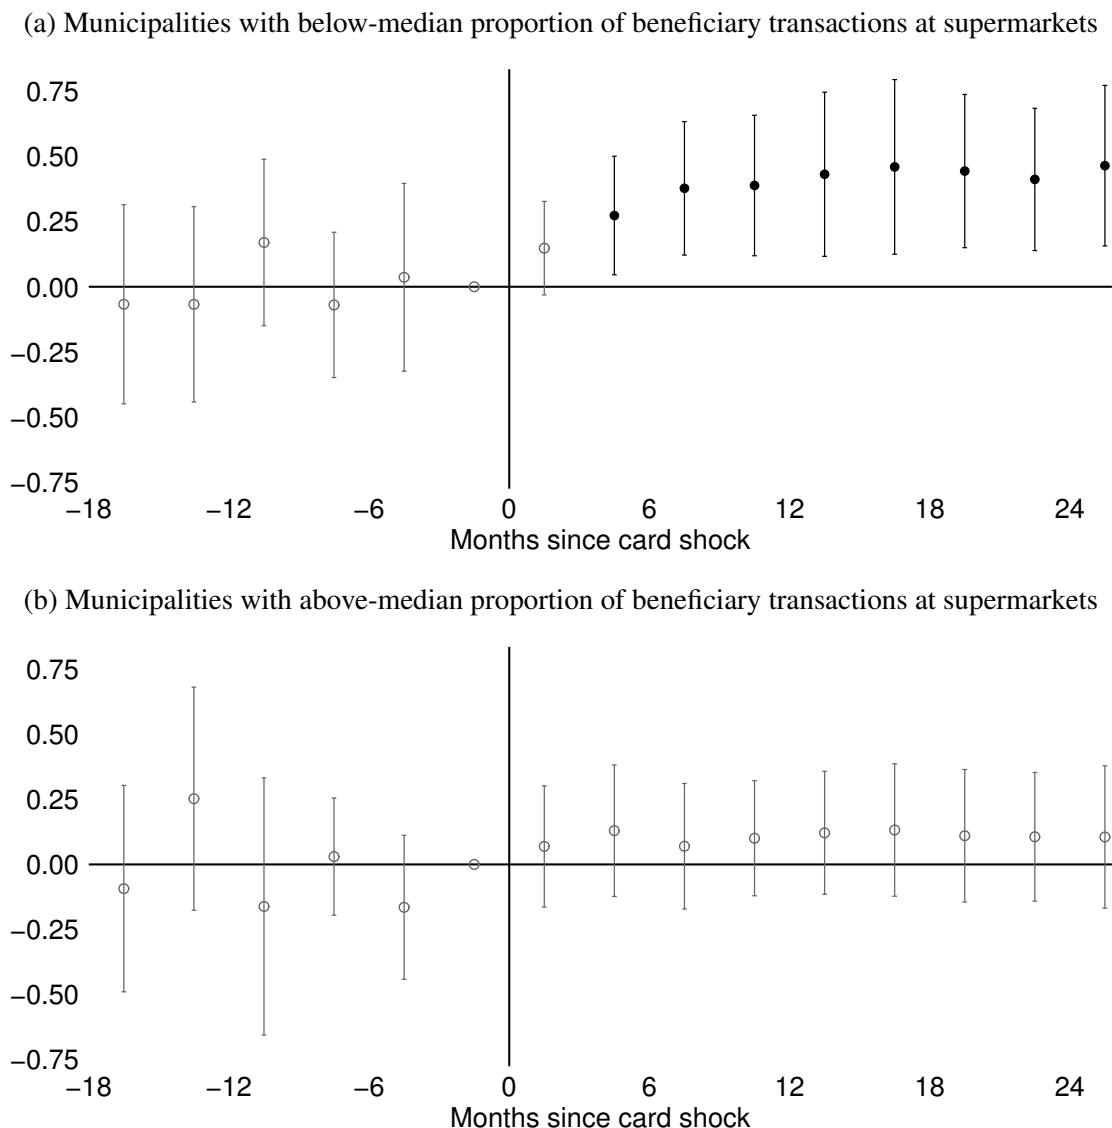 (a) Municipalities with below-median proportion of beneficiary transactions at supermarkets
0.75
0.50
0.25
0.00
−0.25
−0.50
−0.75
−18 −12 −6 0 6 12 18 24
Months since card shock
(b) Municipalities with above-median proportion of beneficiary transactions at supermarkets
0.75
0.50
0.25
0.00
−0.25
−0.50
−0.75
−18 −12 −6 0 6 12 18 24
Months since card shock